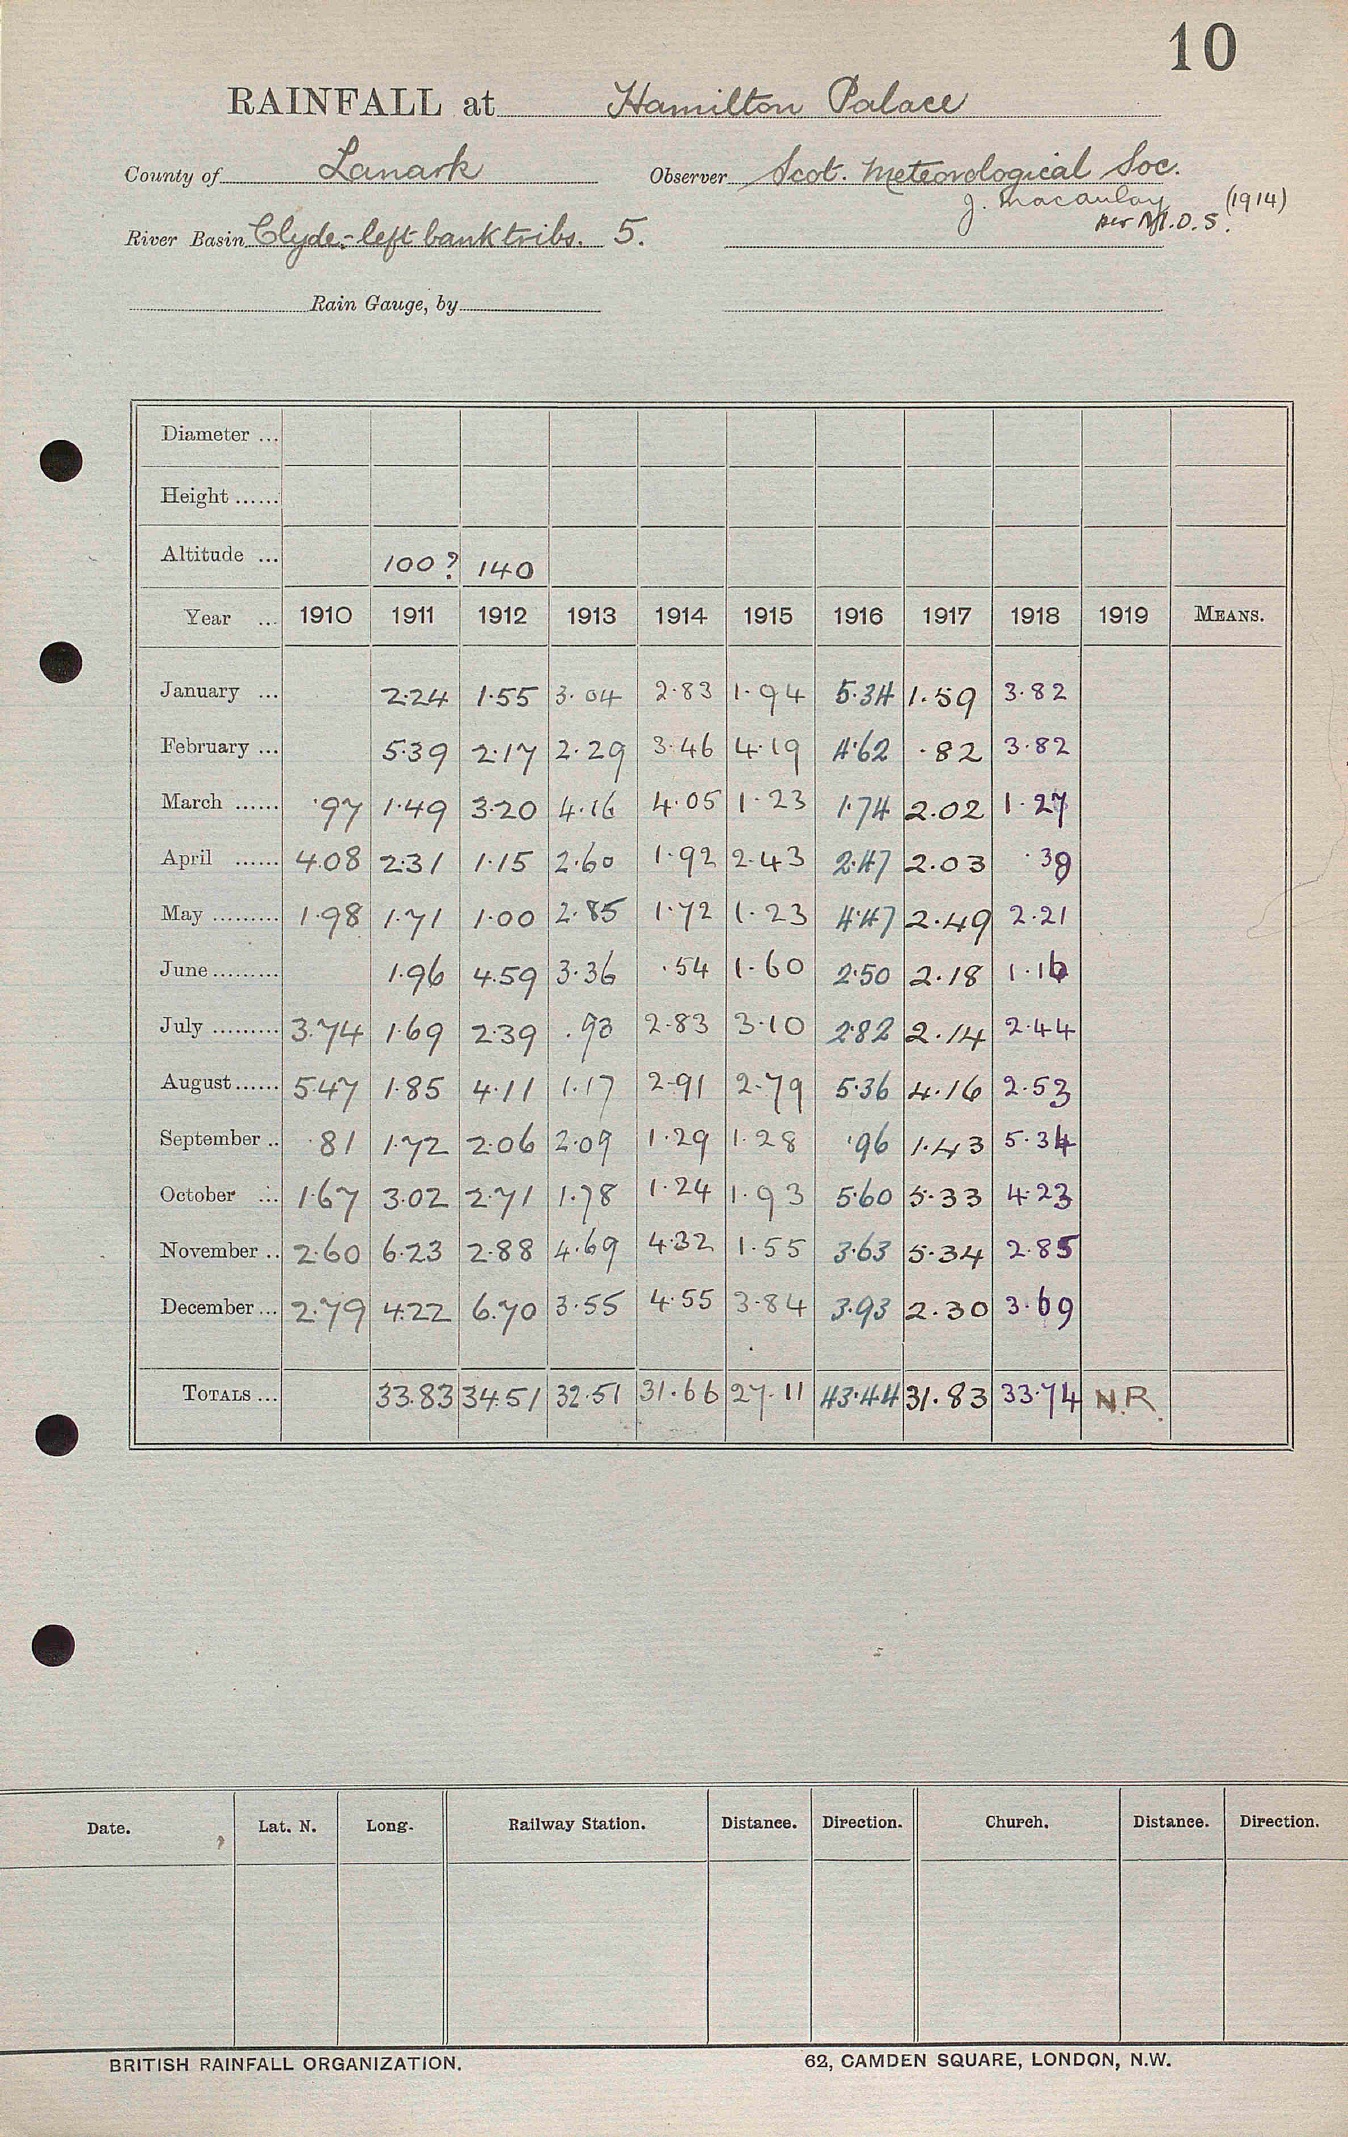 10
RAINFALL at Hamilton Palace
County of Lanark Observer Scot. Meteorological Soc.
J. Macaulay (1914)
River Basin Clyde:- left bank tribs. 5. per M.O.S.
Rain Gauge, by
Diameter ...
Height ......
Altitude ... 100? 140
Year ... 1910 1911 1912 1913 1914 1915 1916 1917 1918 1919 MEANS.
January ... 2.24 1.55 3.04 2.83 1.94 5.34 1.59 3.82
February ... 5.39 2.17 2.29 3.46 4.19 4.62 .82 3.82
March ...... .97 1.49 3.20 4.16 4.05 1.23 1.74 2.02 1.27
April ...... 4.08 2.31 1.15 2.60 1.92 2.43 2.47 2.03 .38
May ......... 1.98 1.71 1.00 2.85 1.72 1.23 4.47 2.49 2.21
June ......... 1.96 4.59 3.36 .54 1.60 2.50 2.18 1.16
July ......... 3.74 1.69 2.39 .93 2.83 3.10 2.82 2.14 2.44
August ...... 5.47 1.85 4.11 1.17 2.91 2.79 5.36 4.16 2.53
September .. .81 1.72 2.06 2.09 1.29 1.28 .96 1.43 5.34
October ... 1.67 3.02 2.71 1.78 1.24 1.93 5.60 5.33 4.23
November .. 2.60 6.23 2.88 4.69 4.32 1.55 3.63 5.34 2.85
December ... 2.79 4.22 6.70 3.55 4.55 3.84 3.93 2.30 3.69
TOTALS ... 33.83 34.51 32.51 31.66 27.11 43.44 31.83 33.74 N.R.
Date. Lat. N. Long. Railway Station. Distance. Direction. Church. Distance. Direction.
BRITISH RAINFALL ORGANIZATION. 62, CAMDEN SQUARE, LONDON, N.W.